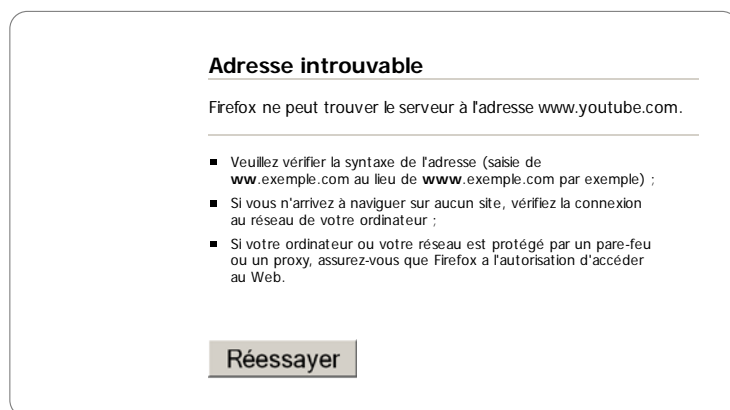 Adresse introuvable
Firefox ne peut trouver le serveur à l'adresse www.youtube.com.
Veuillez vérifier la syntaxe de l'adresse (saisie de
ww.exemple.com au lieu de www.exemple.com par exemple) ;
Si vous n'arrivez à naviguer sur aucun site, vérifiez la connexion
au réseau de votre ordinateur ;
Si votre ordinateur ou votre réseau est protégé par un pare-feu
ou un proxy, assurez-vous que Firefox a l'autorisation d'accéder
au Web.
Réessayer